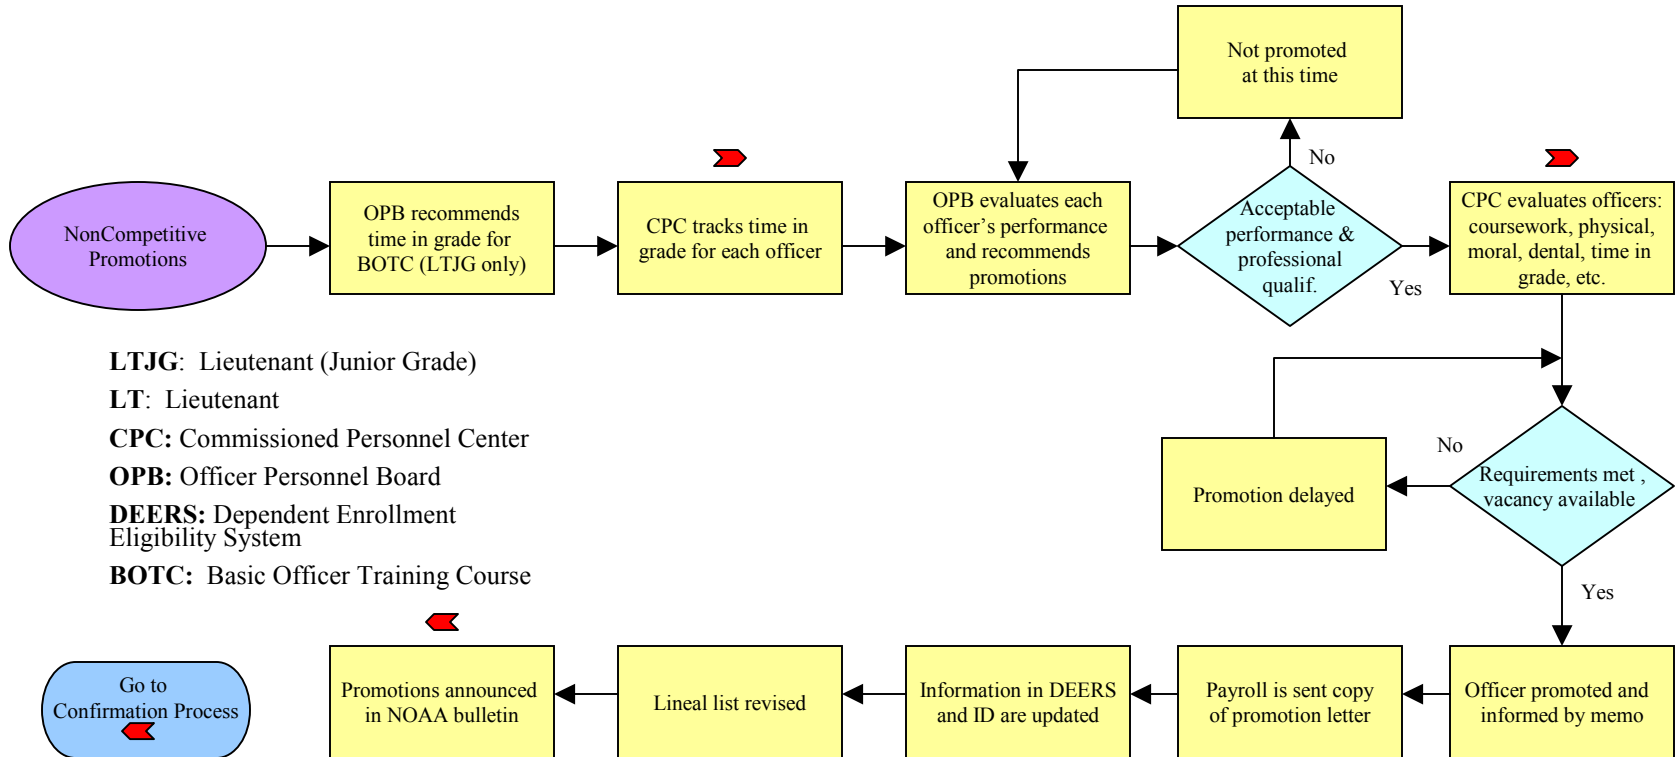 Not promoted
at this time
No
NonCompetitive
Promotions
OPB recommends
time in grade for
BOTC (LTJG only)
CPC tracks time in
grade for each officer
OPB evaluates each
officer’s performance
and recommends
promotions
Acceptable
performance &
professional
qualif.
Yes
CPC evaluates officers:
coursework, physical,
moral, dental, time in
grade, etc.
LTJG:  Lieutenant (Junior Grade)
LT:  Lieutenant
CPC: Commissioned Personnel Center
OPB: Officer Personnel Board
DEERS: Dependent Enrollment
Eligibility System
BOTC:  Basic Officer Training Course
No
Promotion delayed
Requirements met ,
vacancy available
Yes
Go to
Confirmation Process
Promotions announced
in NOAA bulletin
Lineal list revised
Information in DEERS
and ID are updated
Payroll is sent copy
of promotion letter
Officer promoted and
informed by memo